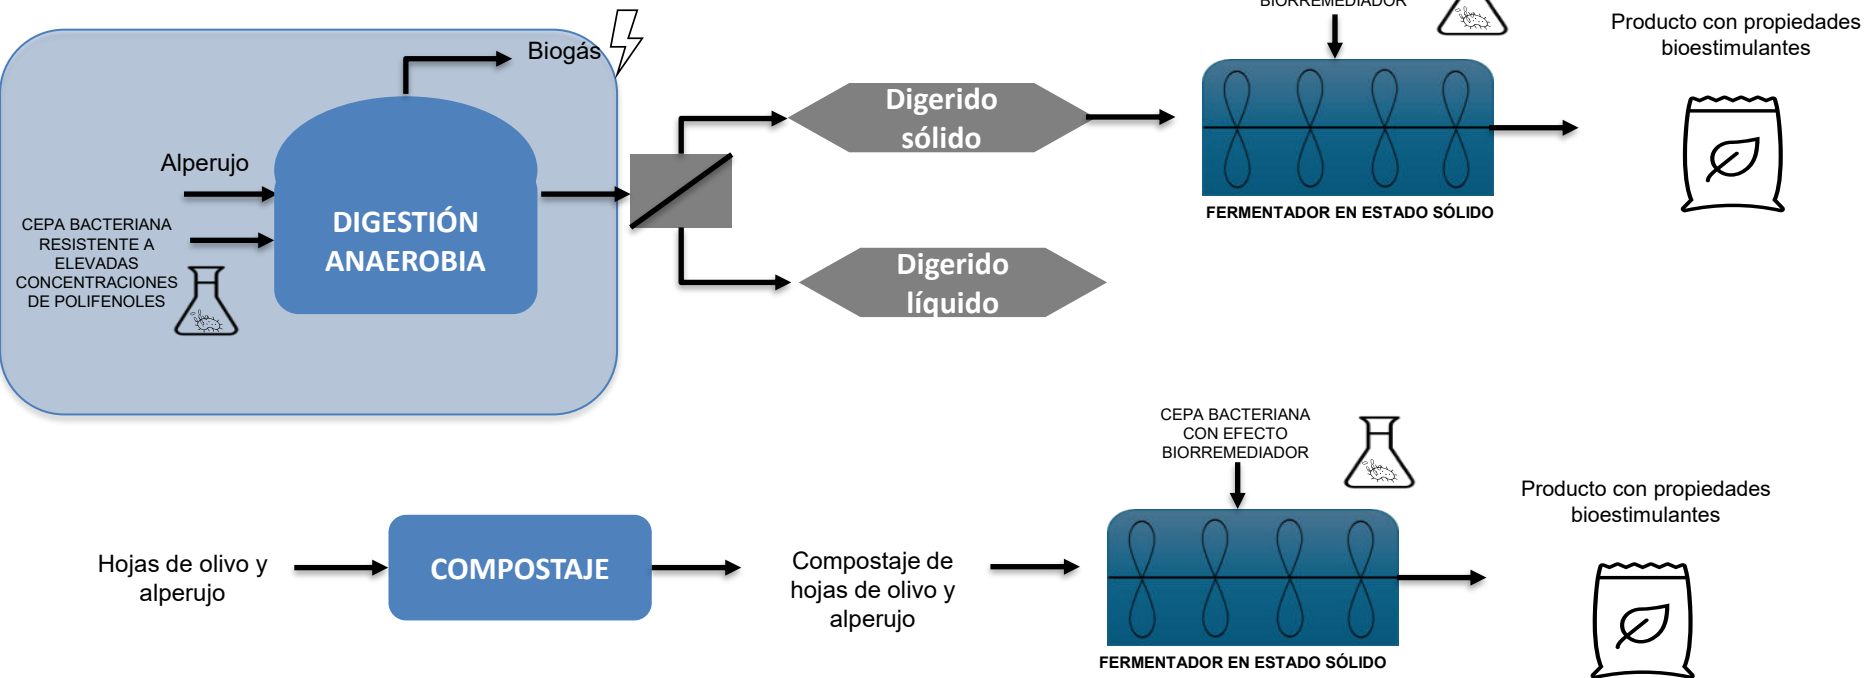 BIORREMEDIADOR
Producto con propiedades
bioestimulantes
Biogás
Digerido
sólido
Alperujo
CEPA BACTERIANA
RESISTENTE A
ELEVADAS
CONCENTRACIONES
DE POLIFENOLES
DIGESTIÓN
ANAEROBIA
FERMENTADOR EN ESTADO SÓLIDO
Digerido
líquido
CEPA BACTERIANA
CON EFECTO
BIORREMEDIADOR
Producto con propiedades
bioestimulantes
Hojas de olivo y
alperujo
COMPOSTAJE
Compostaje de
hojas de olivo y
alperujo
FERMENTADOR EN ESTADO SÓLIDO